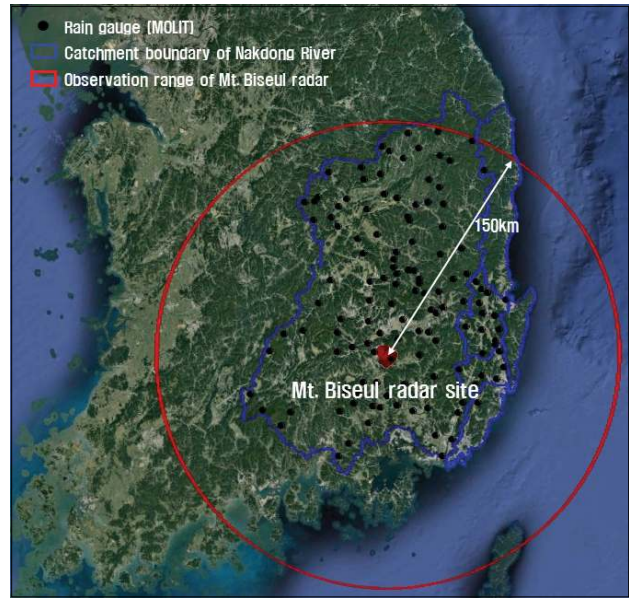 Rain gauge (MOLIT)
Catchment boundary of Nakdong River
Observation range of Mt. Biseul radar
150km
Mt. Biseul radar site